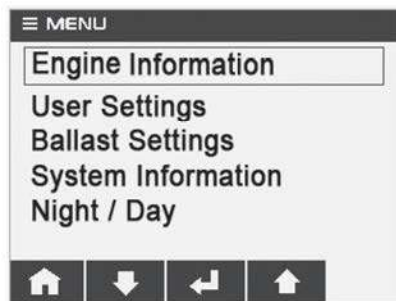 ≡ MENU
Engine Information
User Settings
Ballast Settings
System Information
Night / Day